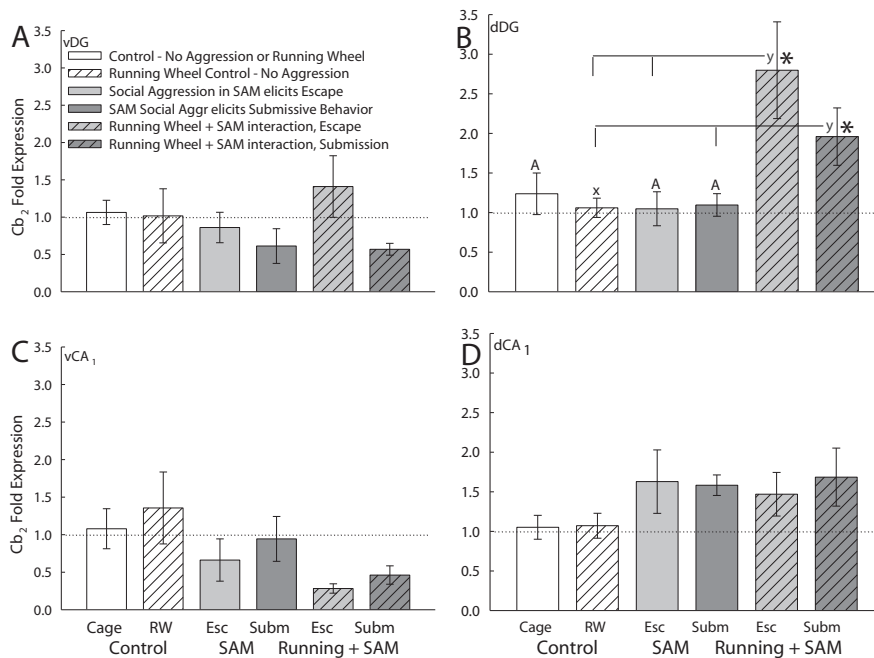 A
vDG
3.5
3.0
2.5
2.0
1.5
1.0
0.5
0.0
Cb₂ Fold Expression
Control - No Aggression or Running Wheel
Running Wheel Control - No Aggression
Social Aggression in SAM elicits Escape
SAM Social Aggr elicits Submissive Behavior
Running Wheel + SAM interaction, Escape
Running Wheel + SAM interaction, Submission
B
dDG
3.5
3.0
2.5
2.0
1.5
1.0
0.5
0.0
A
x
A
A
y *
y *
C
vCA ₁
3.5
3.0
2.5
2.0
1.5
1.0
0.5
0.0
Cb₂ Fold Expression
Cage RW Esc Subm Esc Subm
Control SAM Running + SAM
D
dCA 1
3.5
3.0
2.5
2.0
1.5
1.0
0.5
0.0
Cage RW Esc Subm Esc Subm
Control SAM Running + SAM